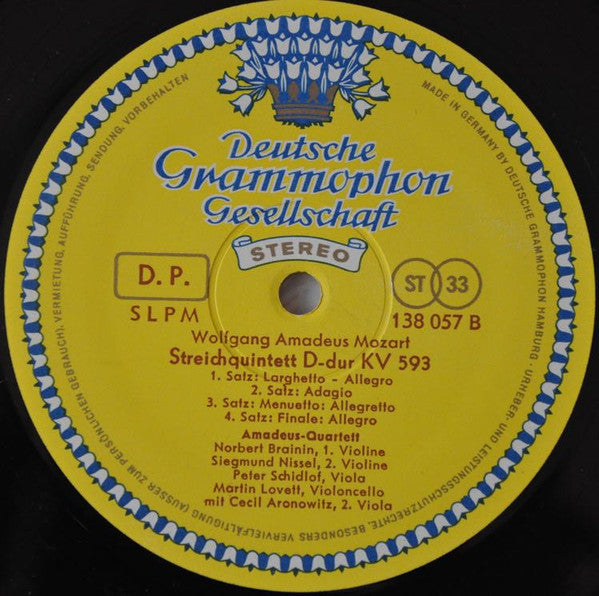 Deutsche
Grammophon
Gesellschaft
STEREO
D. P.
ST 33
SLPM
138 057 B
Wolfgang Amadeus Mozart
Streichquintett D-dur KV 593
1. Satz: Larghetto - Allegro
2. Satz: Adagio
3. Satz: Menuetto: Allegretto
4. Satz: Finale: Allegro
Amadeus-Quartett
Norbert Brainin, 1. Violine
Siegmund Nissel, 2. Violine
Peter Schidlof, Viola
Martin Lovett, Violoncello
mit Cecil Aronowitz, 2. Viola
MADE IN GERMANY BY DEUTSCHE GRAMMOPHON HAMBURG · URHEBER- UND LEISTUNGSSCHUTZRECHTE, BESONDERS VERVIELFÄLTIGUNG (AUSSER ZUM PERSÖNLICHEN GEBRAUCH), VERMIETUNG, AUFFÜHRUNG, SENDUNG, VORBEHALTEN